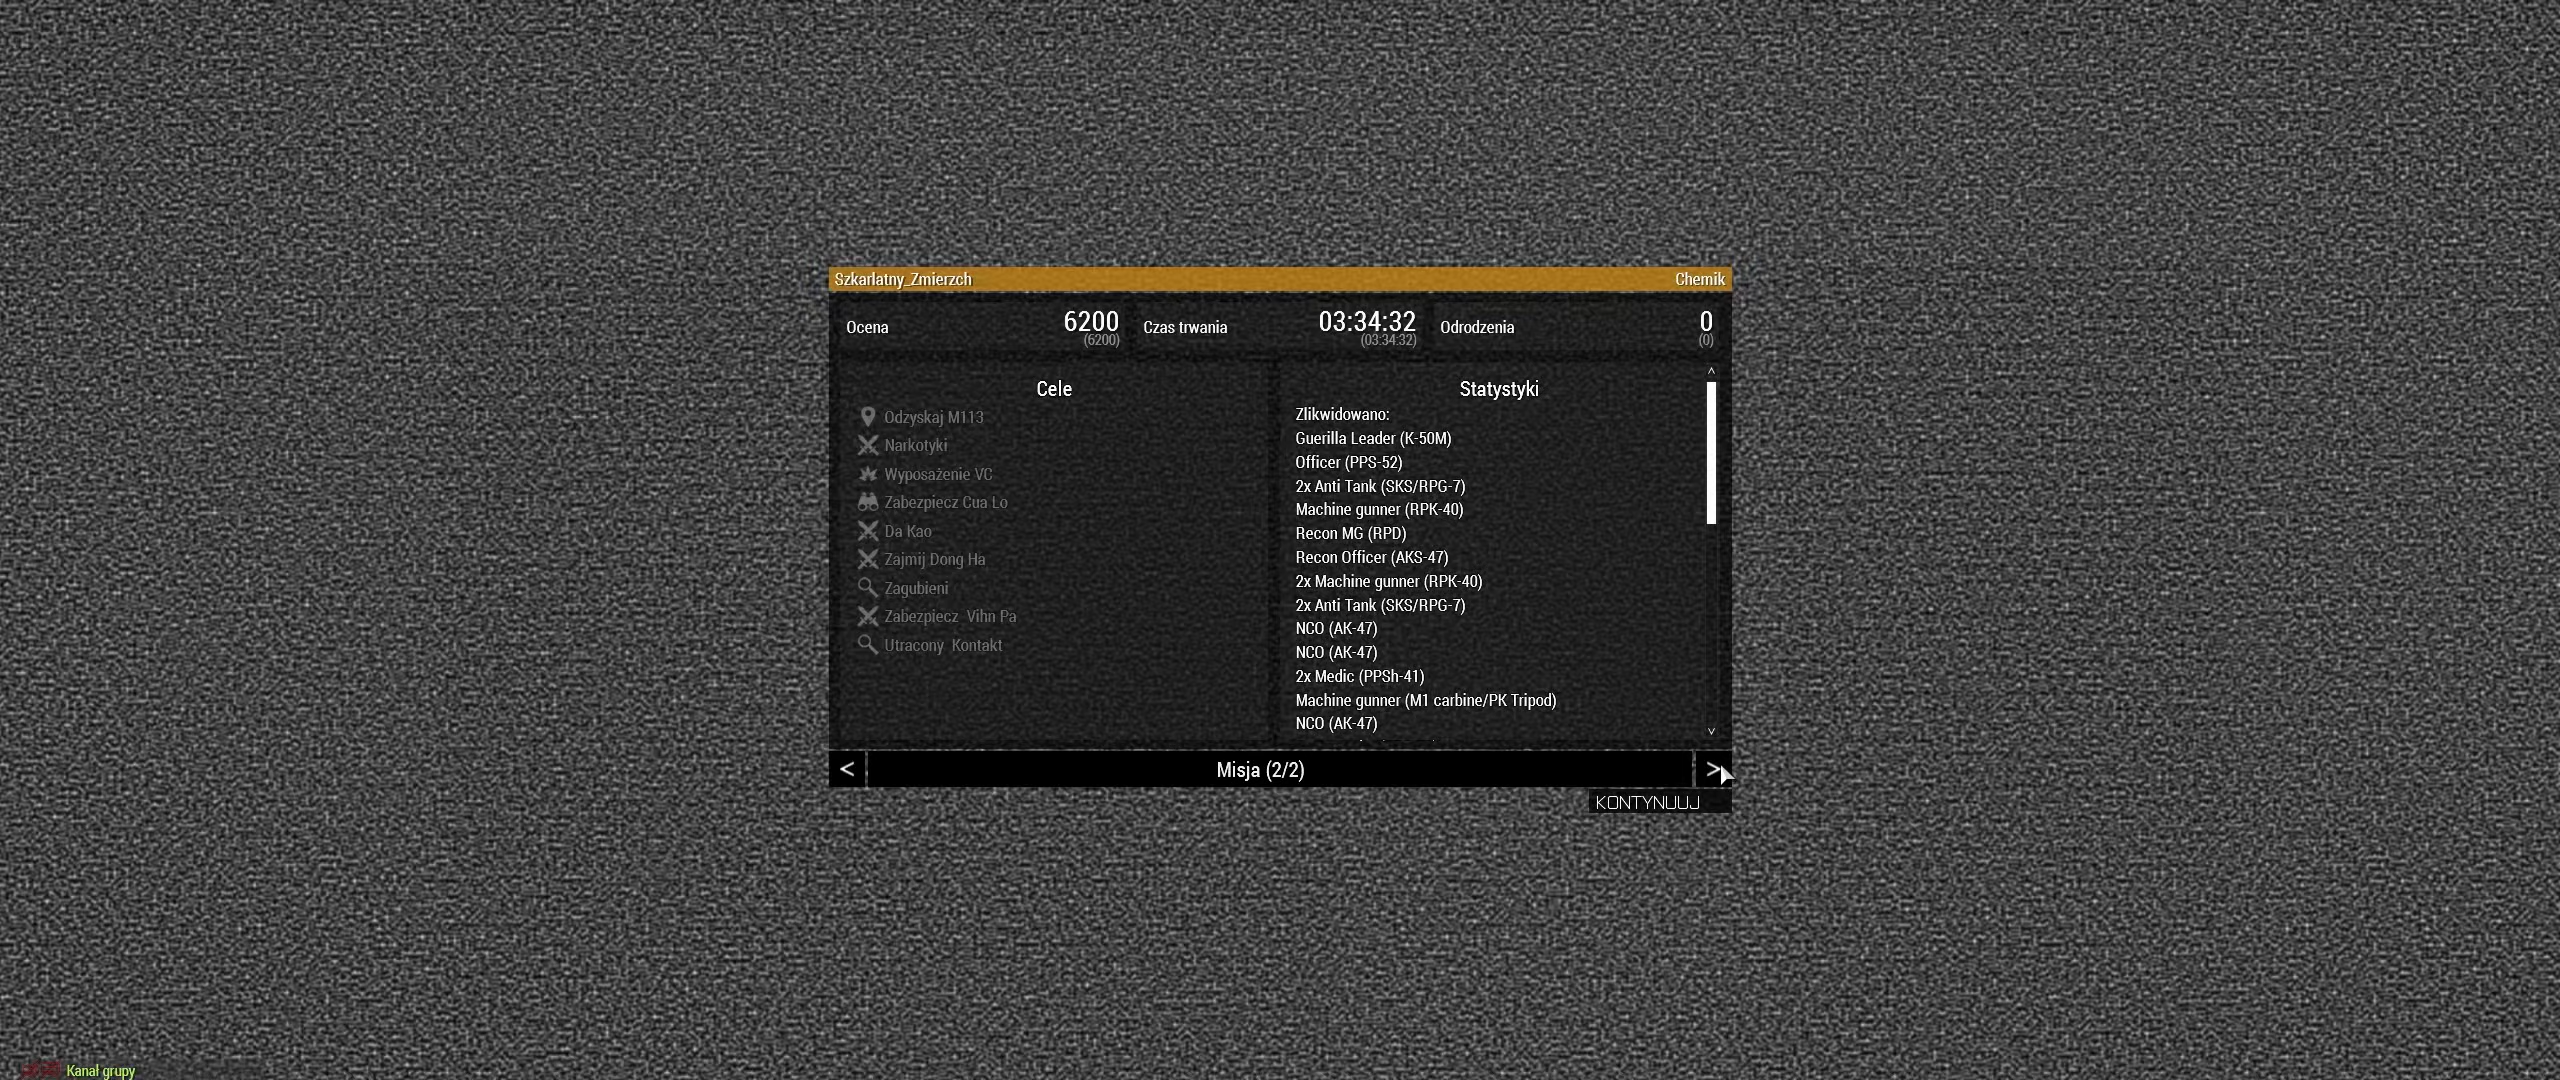 Szkarłatny_Zmierzch Chemik
Ocena 6200 Czas trwania 03:34:32 Odrodzenia 0
(6200) (03:34:32) (0)
Cele
Odzyskaj M113
Narkotyki
Wyposażenie VC
Zabezpiecz Cua Lo
Da Kao
Zajmij Dong Ha
Zagubieni
Zabezpiecz Vihn Pa
Utracony Kontakt
Statystyki
Zlikwidowano:
Guerilla Leader (K-50M)
Officer (PPS-52)
2x Anti Tank (SKS/RPG-7)
Machine gunner (RPK-40)
Recon MG (RPD)
Recon Officer (AKS-47)
2x Machine gunner (RPK-40)
2x Anti Tank (SKS/RPG-7)
NCO (AK-47)
NCO (AK-47)
2x Medic (PPSh-41)
Machine gunner (M1 carbine/PK Tripod)
NCO (AK-47)
< Misja (2/2) >
KONTYNUUJ
Kanał grupy